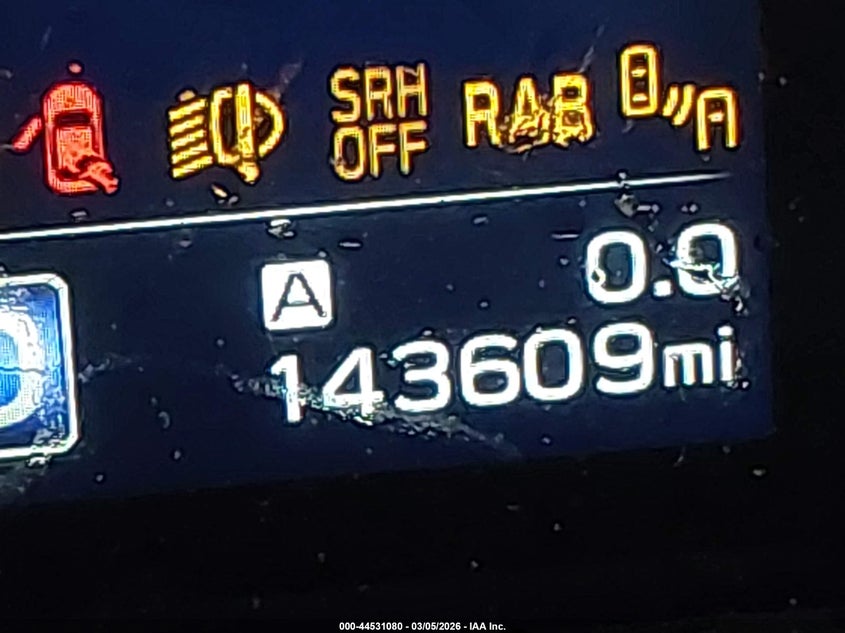 SRH OFF RAB A
A 0.0
143609mi
000-44531080 - 03/05/2026 - IAA Inc.